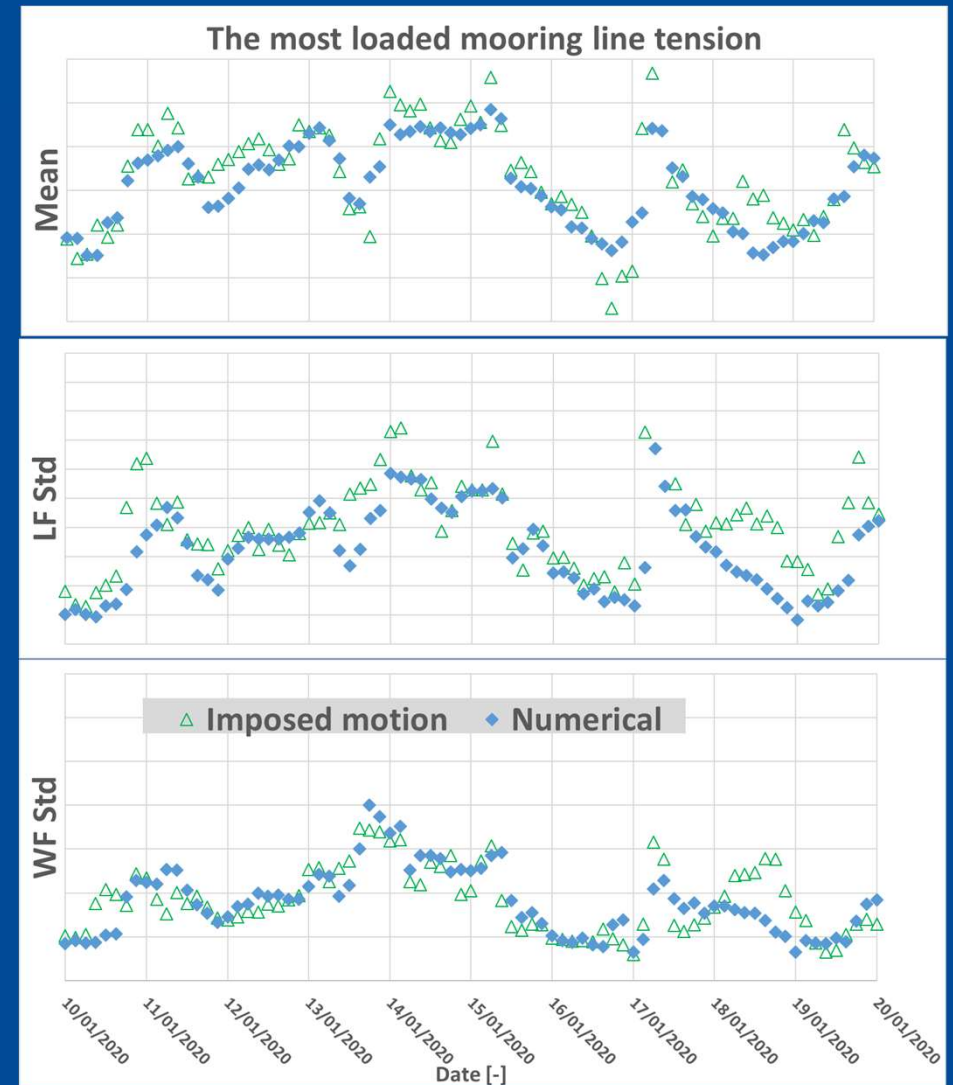 The most loaded mooring line tension
Mean
LF Std
Imposed motion Numerical
WF Std
10/01/2020 11/01/2020 12/01/2020 13/01/2020 14/01/2020 15/01/2020 16/01/2020 17/01/2020 18/01/2020 19/01/2020 20/01/2020
Date [-]